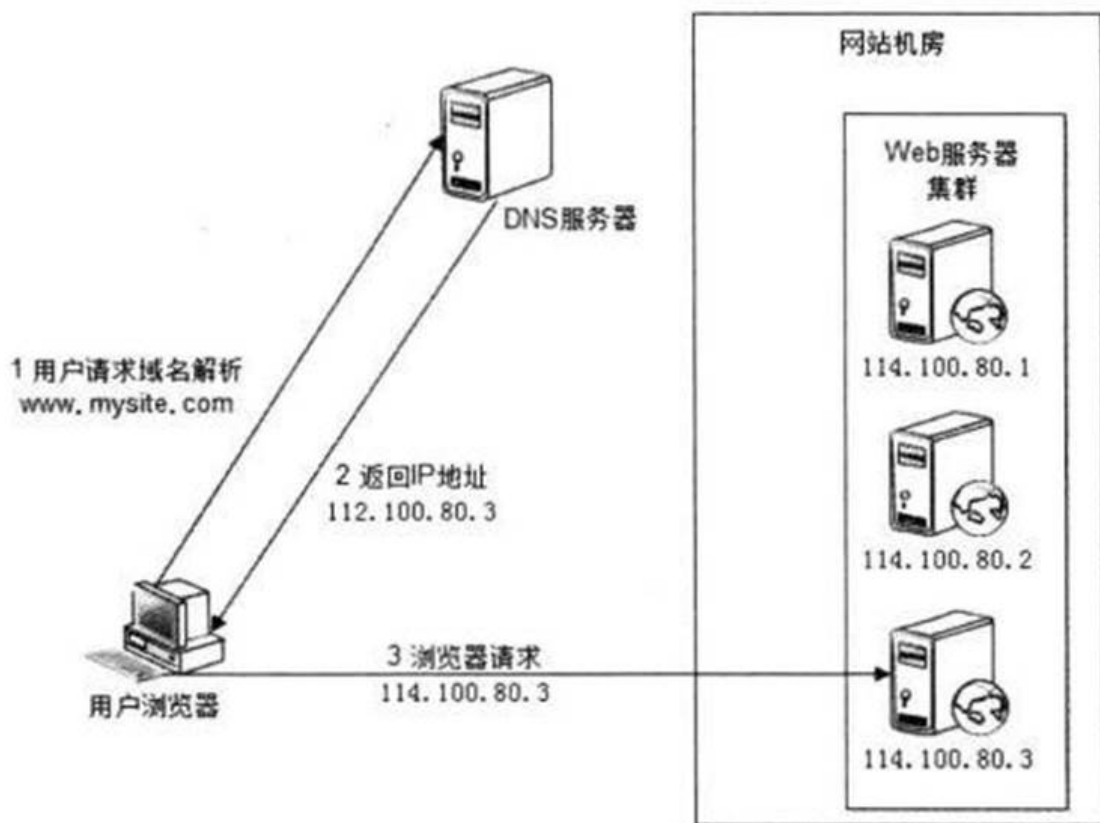 网站机房
Web服务器
集群
DNS服务器
114.100.80.1
1 用户请求域名解析
www.mysite.com
2 返回IP地址
112.100.80.3
114.100.80.2
3 浏览器请求
114.100.80.3
用户浏览器
114.100.80.3